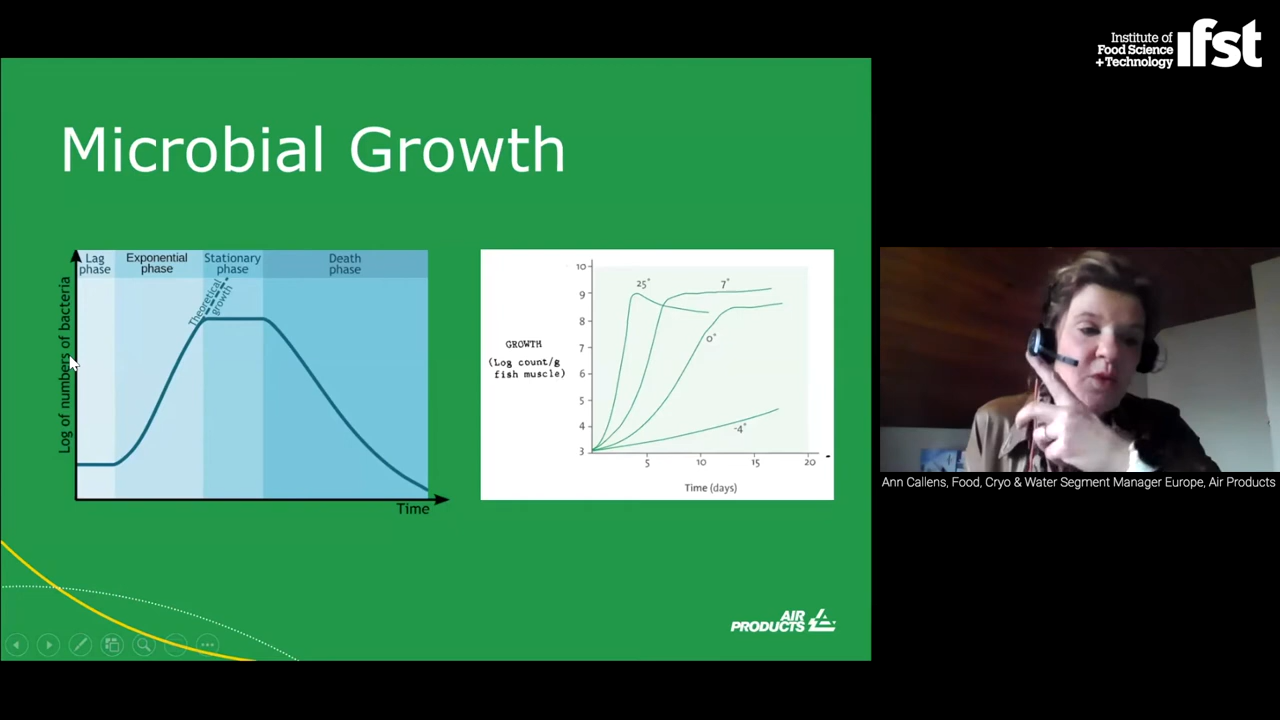 Institute of
Food Science
+Technology
ifst
Microbial Growth
Lag
phase
Exponential
phase
Stationary
phase
Death
phase
Theoretical
growth
Log of numbers of bacteria
Time
10
9
8
7
6
5
4
3
25°
7°
0°
-4°
GROWTH
(Log count/g
fish muscle)
5
10
15
20
Time (days)
AIR
PRODUCTS
Ann Callens, Food, Cryo & Water Segment Manager Europe, Air Products